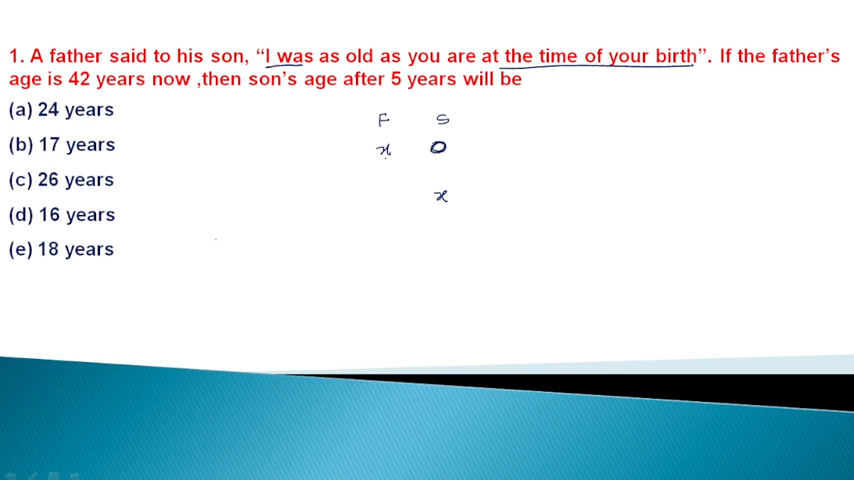 1. A father said to his son, “I was as old as you are at the time of your birth”. If the father’s
age is 42 years now ,then son’s age after 5 years will be
(a) 24 years
F S
(b) 17 years
x 0
(c) 26 years
x
(d) 16 years
(e) 18 years